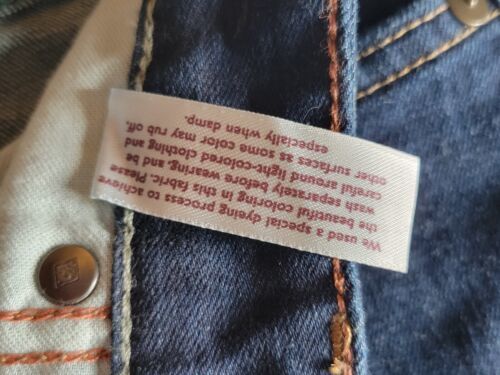 We used a special dyeing process to achieve
the beautiful coloring in this fabric. Please
wash separately before wearing, and be
careful around light-colored clothing and
other surfaces as some color may rub off,
especially when damp.